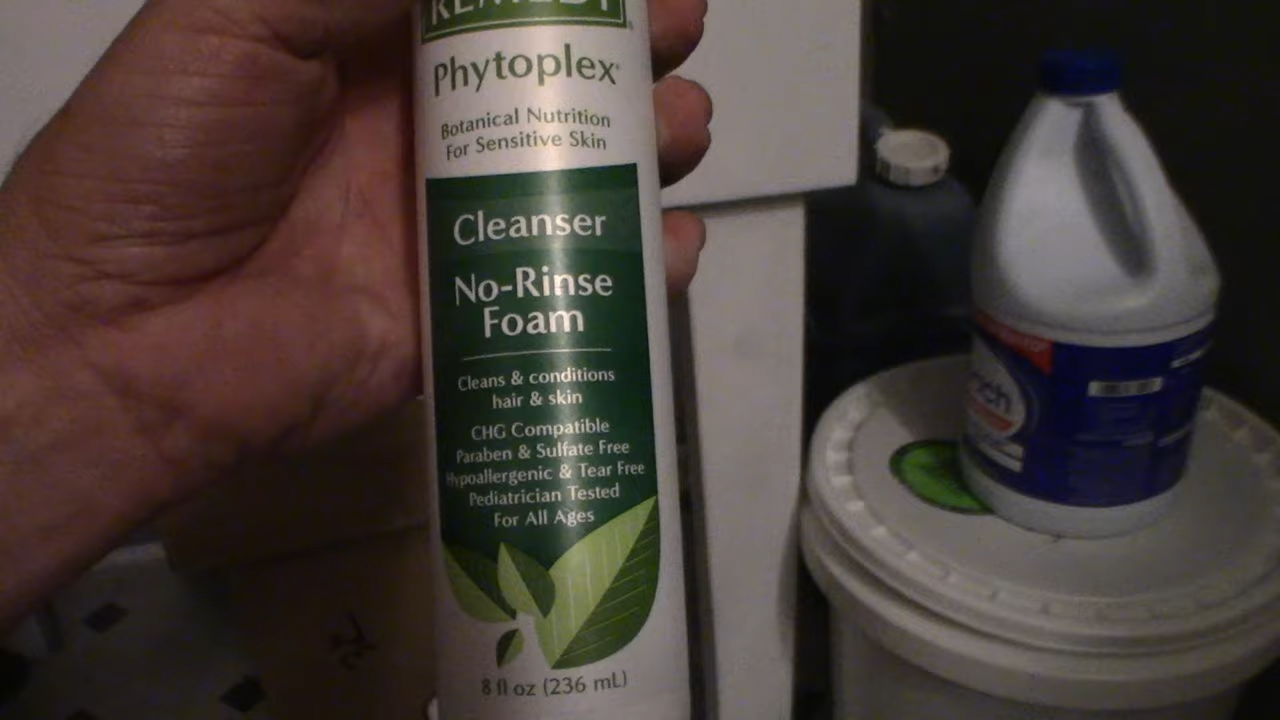 REMEDY
Phytoplex
Botanical Nutrition
For Sensitive Skin
Cleanser
No-Rinse
Foam
Cleans & conditions
hair & skin
CHG Compatible
Paraben & Sulfate Free
Hypoallergenic & Tear Free
Pediatrician Tested
For All Ages
8 fl oz (236 mL)